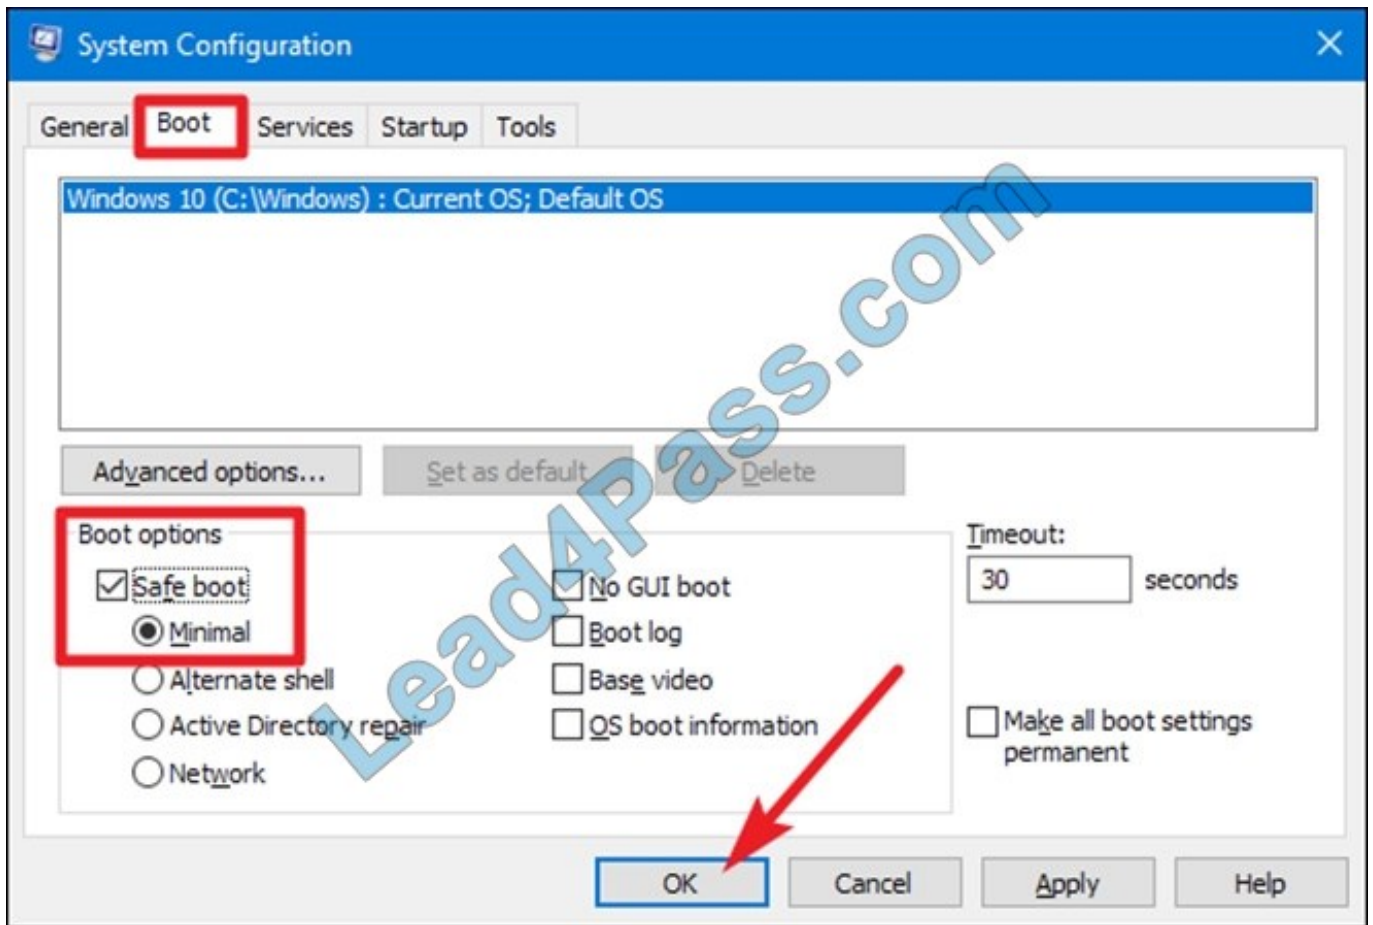 System Configuration
General Boot Services Startup Tools
Windows 10 (C:\Windows) : Current OS; Default OS
Advanced options... Set as default Delete
Boot options
Timeout:
Safe boot No GUI boot 30 seconds
Minimal Boot log
Alternate shell Base video
Active Directory repair OS boot information Make all boot settings
permanent
Network
OK Cancel Apply Help
Lead4Pass.com